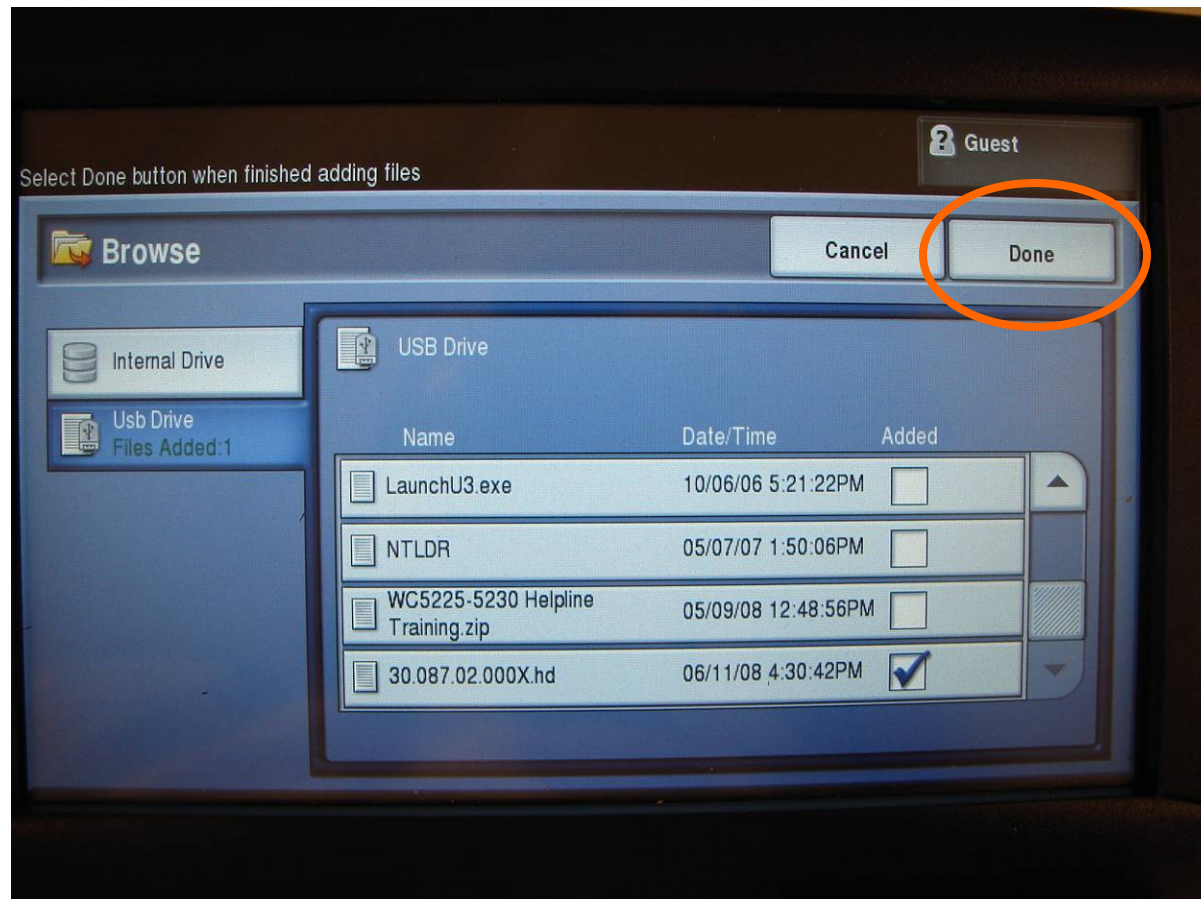 Guest
Select Done button when finished adding files
Browse
Cancel
Done
Internal Drive
Usb Drive
Files Added:1
USB Drive
Name Date/Time Added
LaunchU3.exe 10/06/06 5:21:22PM
NTLDR 05/07/07 1:50:06PM
WC5225-5230 Helpline
Training.zip 05/09/08 12:48:56PM
30.087.02.000X.hd 06/11/08 4:30:42PM